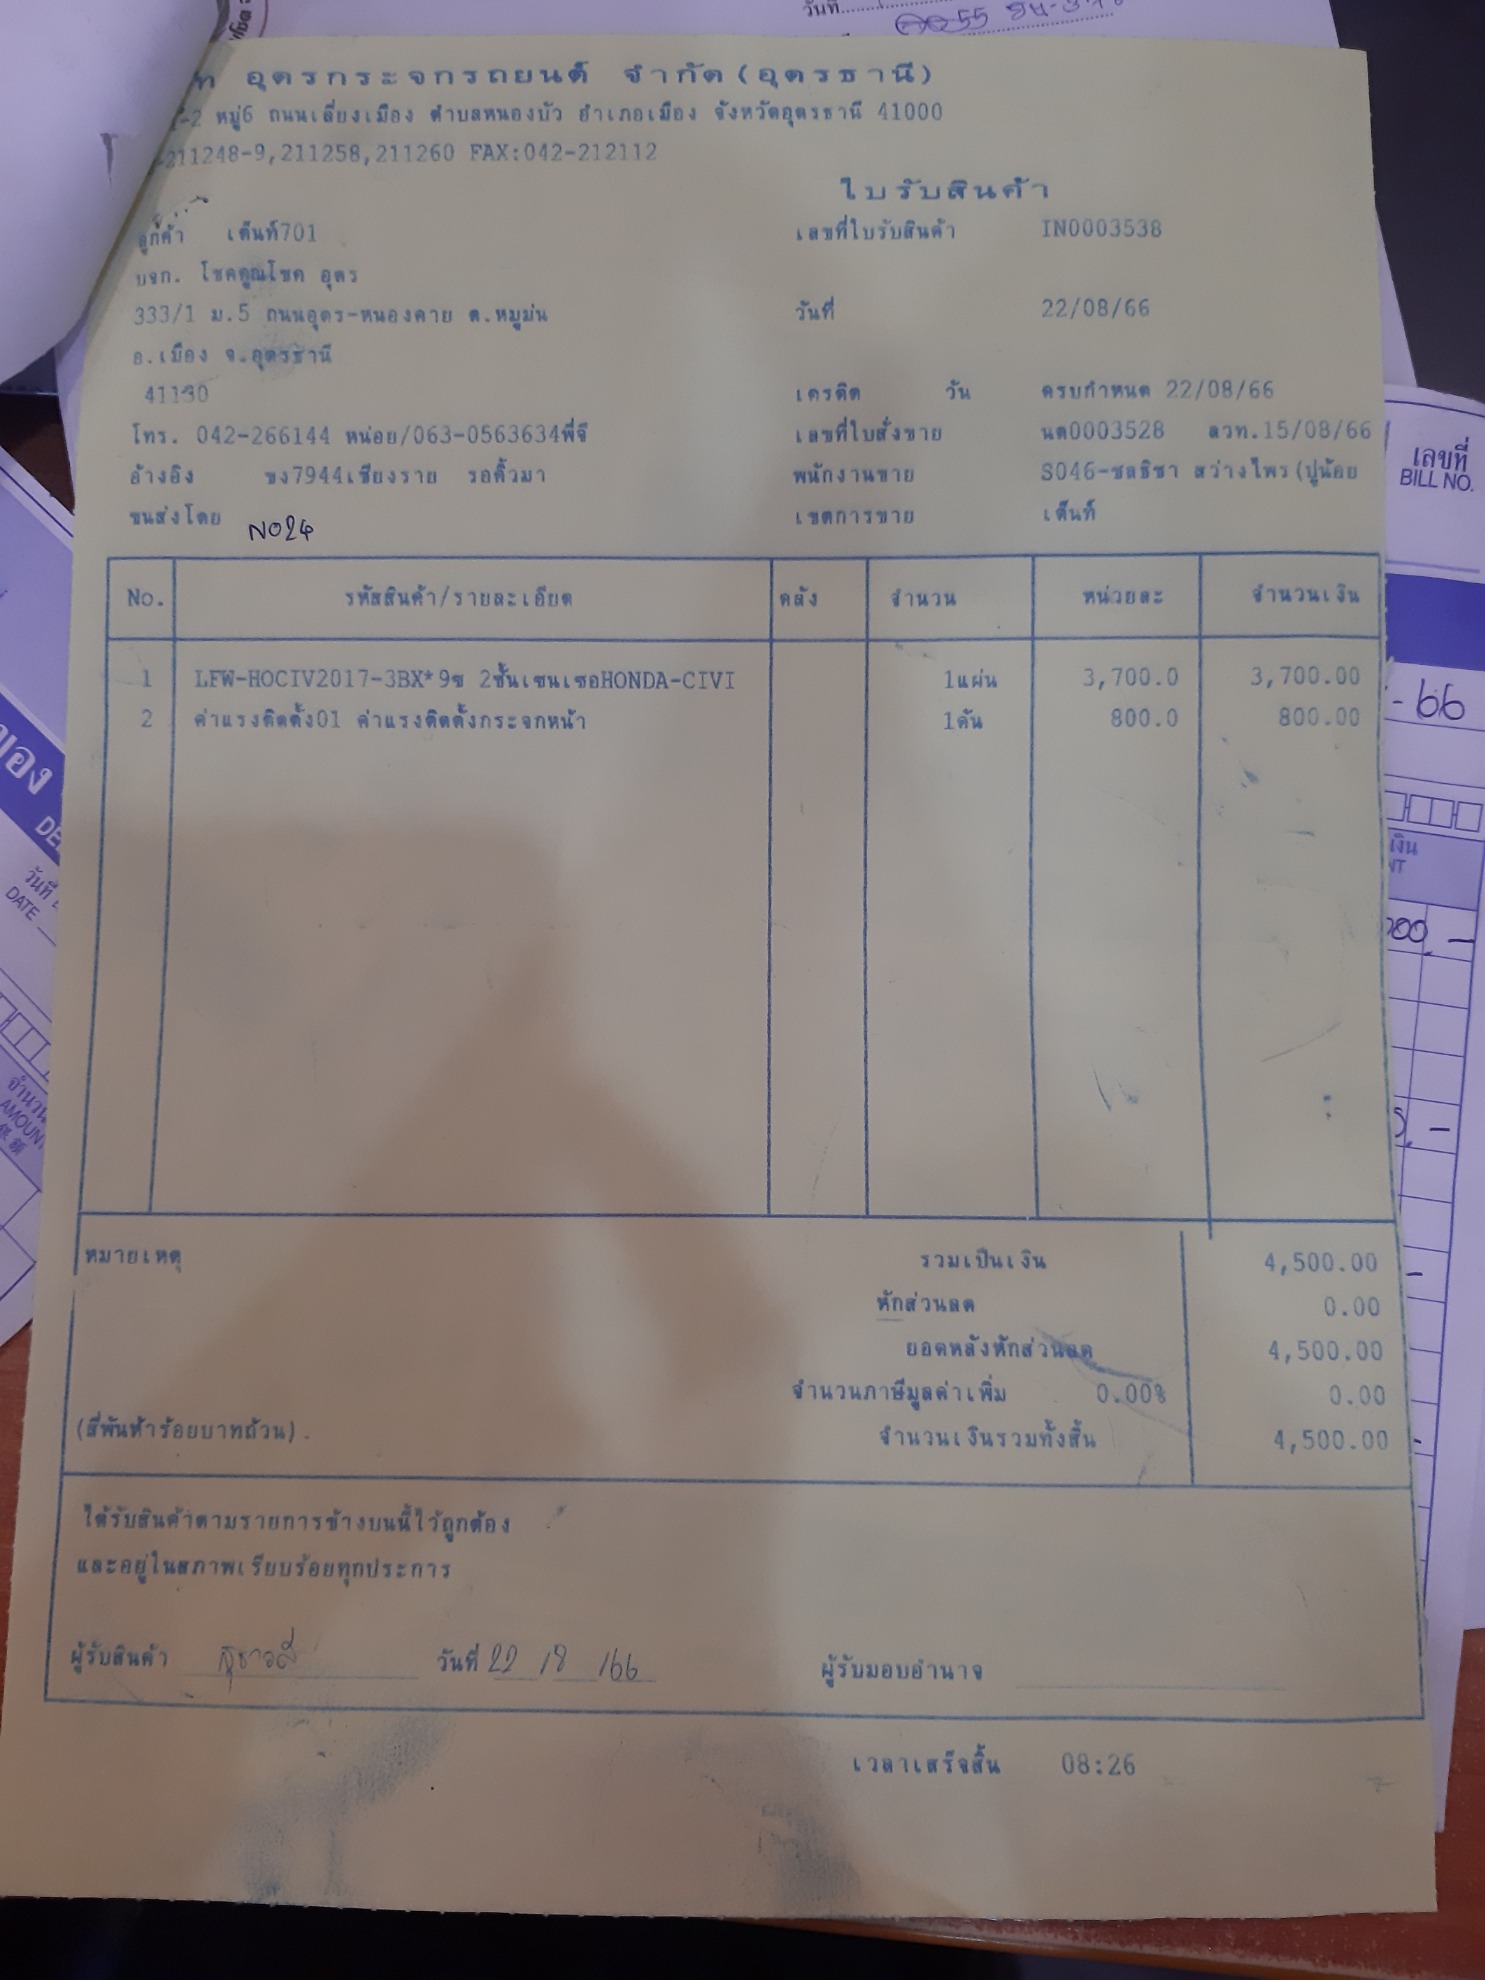 อุดรกระจกรถยนต์ จำกัด(อุดรธานี)
-2 หมู่6 ถนนเลี่ยงเมือง ตำบลหนองบัว อำเภอเมือง จังหวัดอุดรธานี 41000
-211248-9,211258,211260 FAX:042-212112
ใบรับสินค้า
ลูกค้า เต็นท์701 เลขที่ใบรับสินค้า IN0003538
บจก. โชคคูณโชค อุดร
333/1 ม.5 ถนนอุดร-หนองคาย ต.หมูม่น วันที่ 22/08/66
อ.เมือง จ.อุดรธานี
41130 เครดิต วัน ครบกำหนด 22/08/66
โทร. 042-266144 หน่อย/063-0563634พี่จี เลขที่ใบสั่งขาย นต0003528 ลวท.15/08/66
อ้างอิง ขง7944เชียงราย รอคิ้วมา พนักงานขาย S046-ชลธิชา สว่างไพร(ปูน้อย
ขนส่งโดย NO24 เขตการขาย เต็นท์
No. รหัสสินค้า/รายละเอียด คลัง จำนวน หน่วยละ จำนวนเงิน
1 LFW-HOCIV2017-3BX*9ข 2ชั้นเซนเซอHONDA-CIVI 1แผ่น 3,700.0 3,700.00
2 ค่าแรงติดตั้ง01 ค่าแรงติดตั้งกระจกหน้า 1คัน 800.0 800.00
หมายเหตุ รวมเป็นเงิน 4,500.00
หักส่วนลด 0.00
ยอดหลังหักส่วนลด 4,500.00
จำนวนภาษีมูลค่าเพิ่ม 0.00% 0.00
(สี่พันห้าร้อยบาทถ้วน). จำนวนเงินรวมทั้งสิ้น 4,500.00
ได้รับสินค้าตามรายการข้างบนนี้ไว้ถูกต้อง
และอยู่ในสภาพเรียบร้อยทุกประการ
ผู้รับสินค้า สุชาวลี วันที่ 22 /8 /66 ผู้รับมอบอำนาจ
เวลาเสร็จสิ้น 08:26
วันที่
เลขที่
BILL NO.
- 66
เงิน
วันที่
DATE
จำนวน
AMOUNT